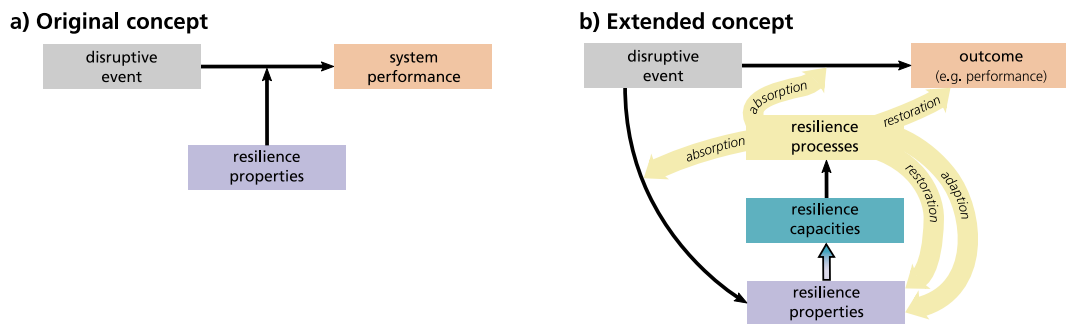 a) Original concept
disruptive
event
system
performance
resilience
properties
b) Extended concept
disruptive
event
outcome
(e.g. performance)
absorption
restoration
resilience
processes
absorption
restoration
adaption
resilience
capacities
resilience
properties